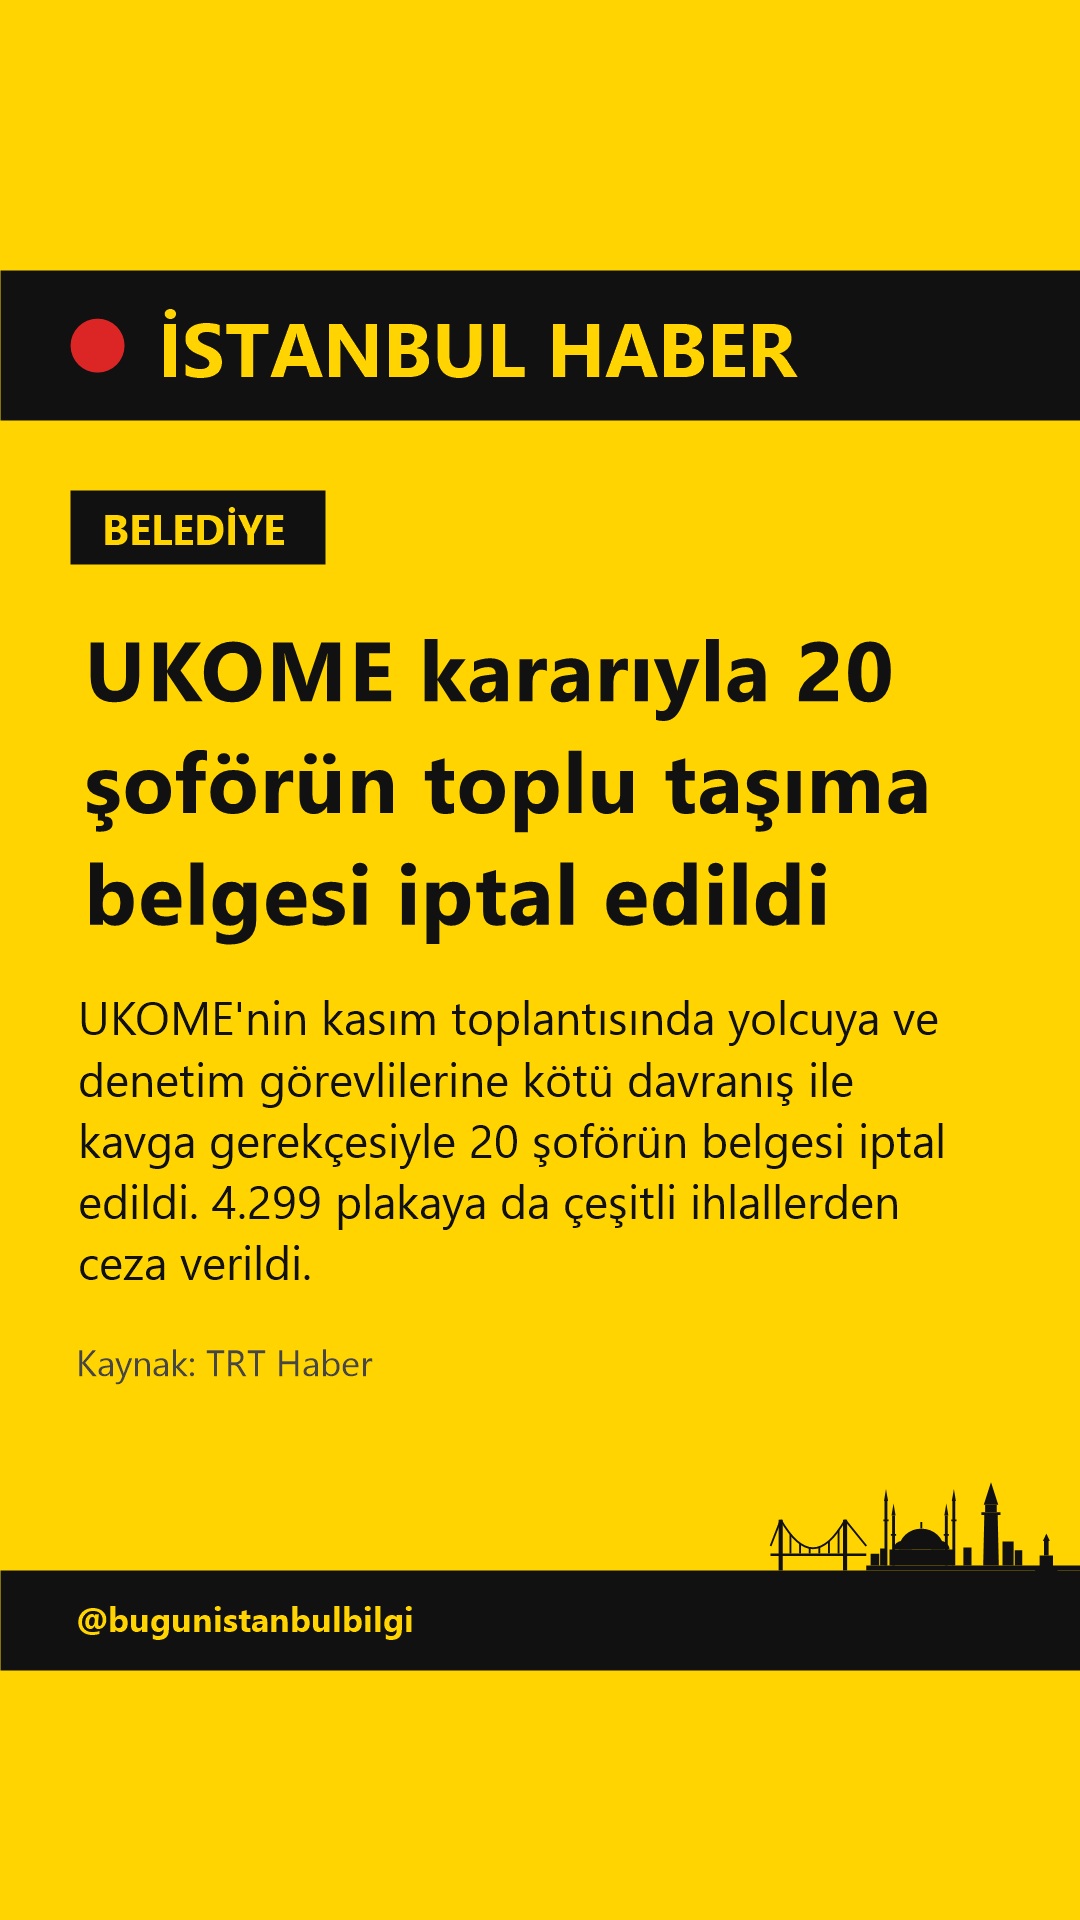 İSTANBUL HABER
BELEDİYE
UKOME kararıyla 20
şoförün toplu taşıma
belgesi iptal edildi
UKOME'nin kasım toplantısında yolcuya ve
denetim görevlilerine kötü davranış ile
kavga gerekçesiyle 20 şoförün belgesi iptal
edildi. 4.299 plakaya da çeşitli ihlallerden
ceza verildi.
Kaynak: TRT Haber
@bugunistanbulbilgi